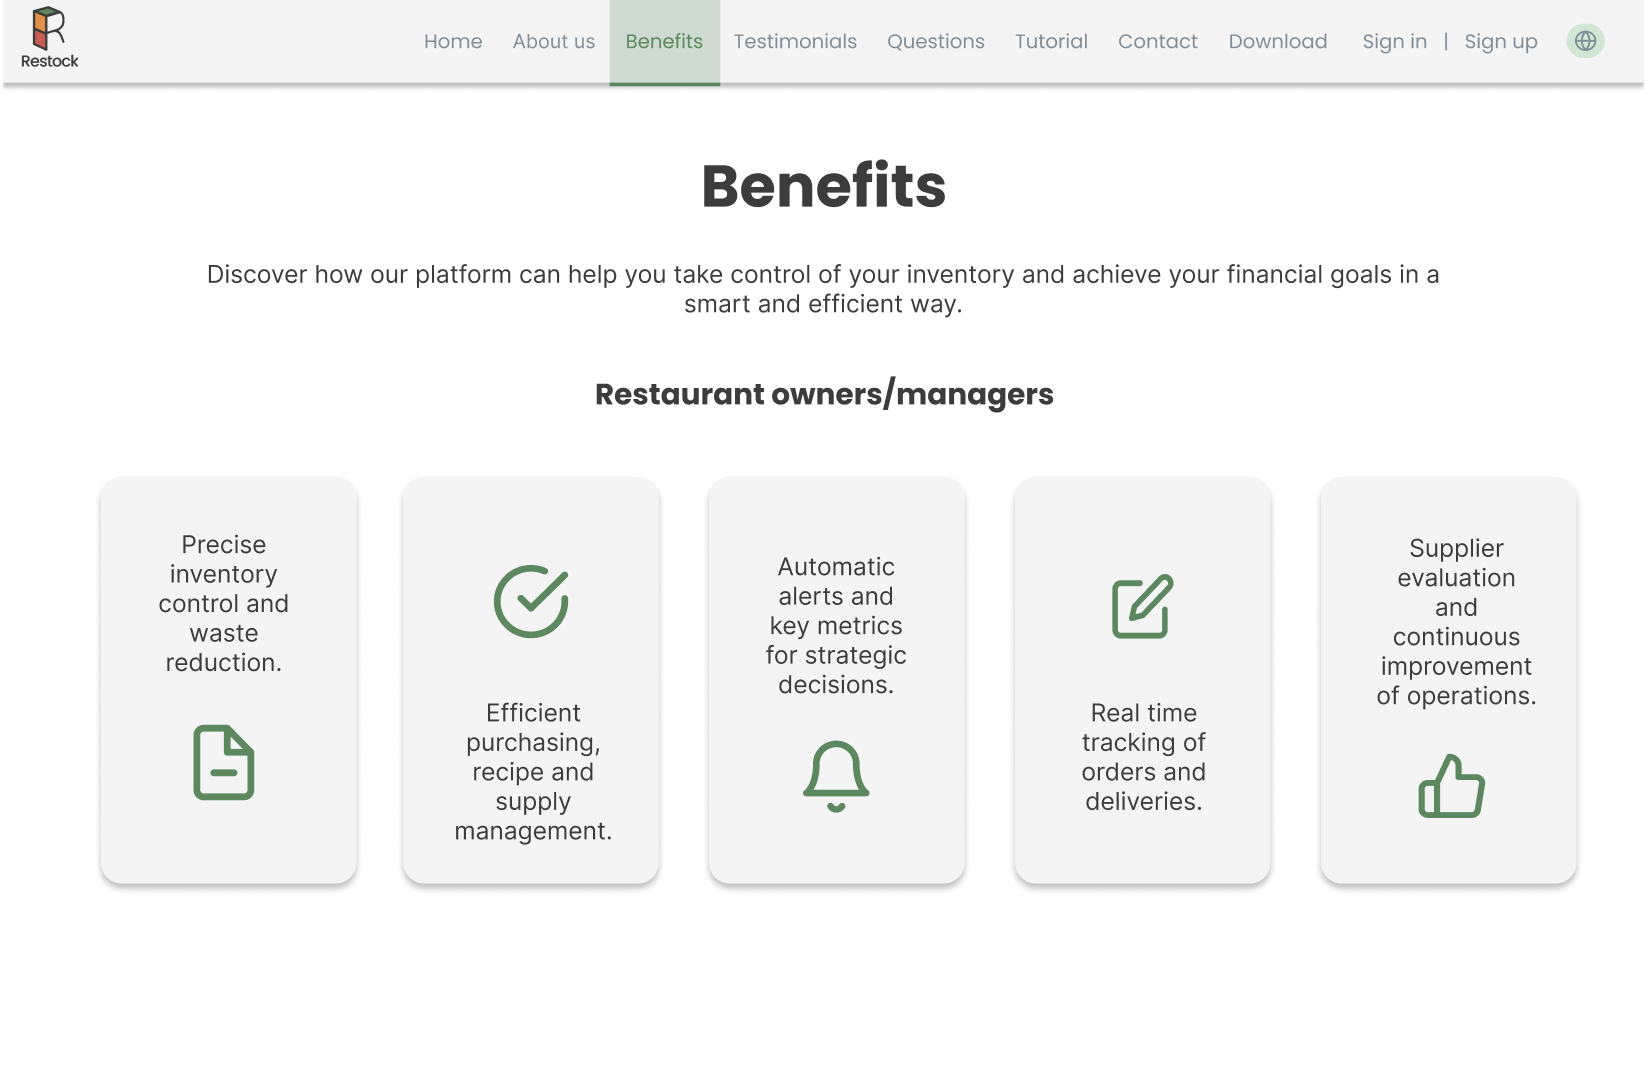 Restock
Home
About us
Benefits
Testimonials
Questions
Tutorial
Contact
Download
Sign in | Sign up
Benefits
Discover how our platform can help you take control of your inventory and achieve your financial goals in a
smart and efficient way.
Restaurant owners/managers
Precise
inventory
control and
waste
reduction.
Efficient
purchasing,
recipe and
supply
management.
Automatic
alerts and
key metrics
for strategic
decisions.
Real time
tracking of
orders and
deliveries.
Supplier
evaluation
and
continuous
improvement
of operations.